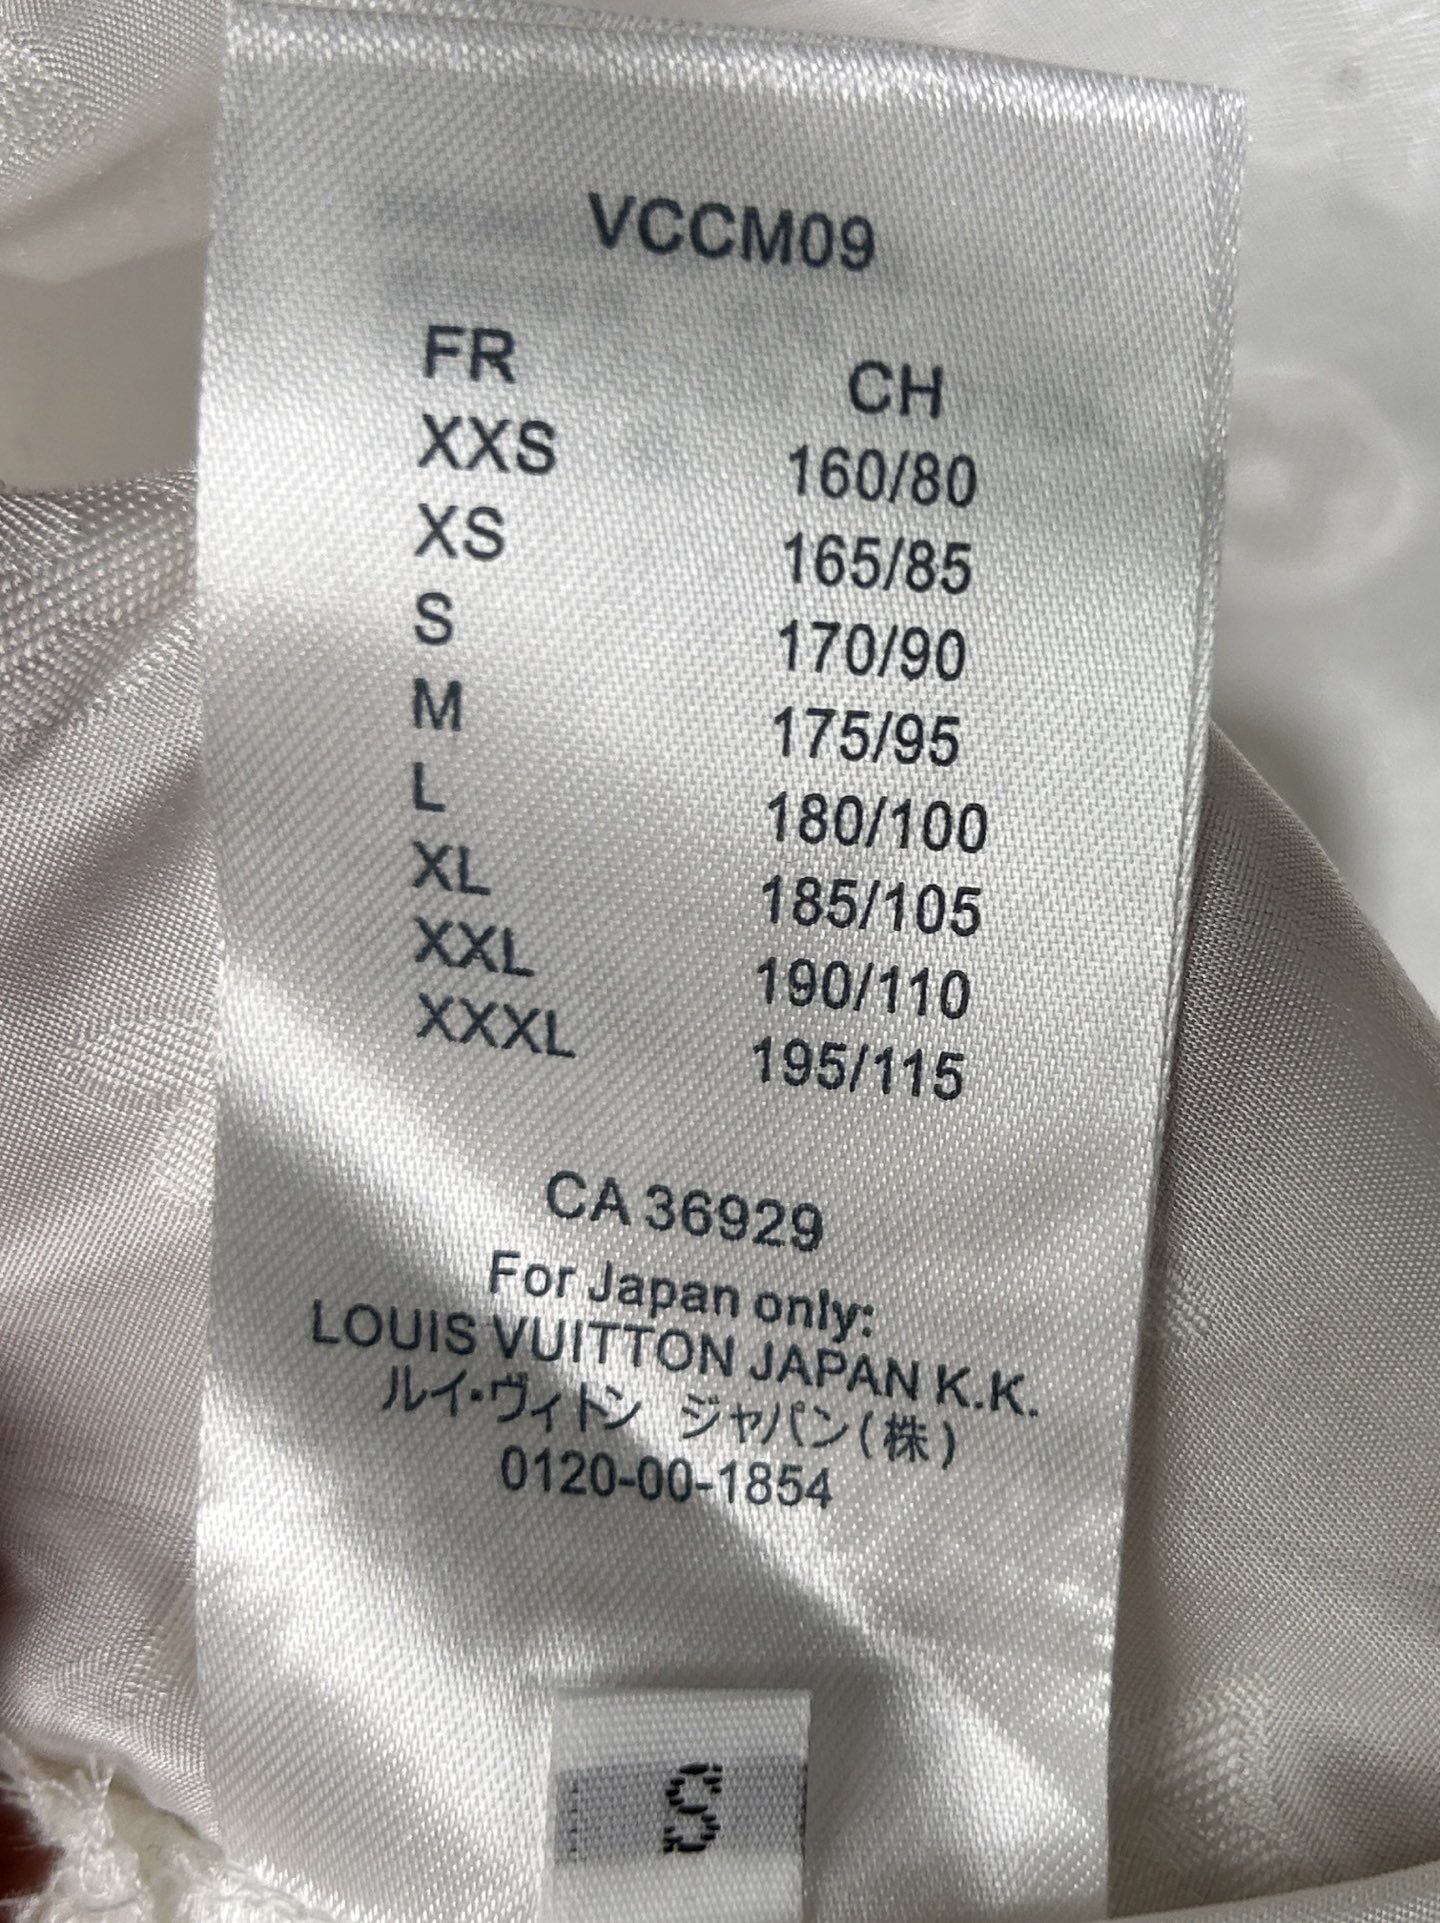 VCCM09
FR CH
XXS 160/80
XS 165/85
S 170/90
M 175/95
L 180/100
XL 185/105
XXL 190/110
XXXL 195/115
CA 36929
For Japan only:
LOUIS VUITTON JAPAN K.K.
ルイ・ヴィトン ジャパン(株)
0120-00-1854
S